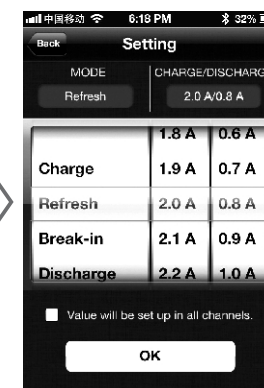 中国移动 6:18 PM 32%
Back Setting
MODE CHARGE/DISCHARG
Refresh 2.0 A/0.8 A
1.8 A 0.6 A
Charge 1.9 A 0.7 A
Refresh 2.0 A 0.8 A
Break-in 2.1 A 0.9 A
Discharge 2.2 A 1.0 A
Value will be set up in all channels.
OK